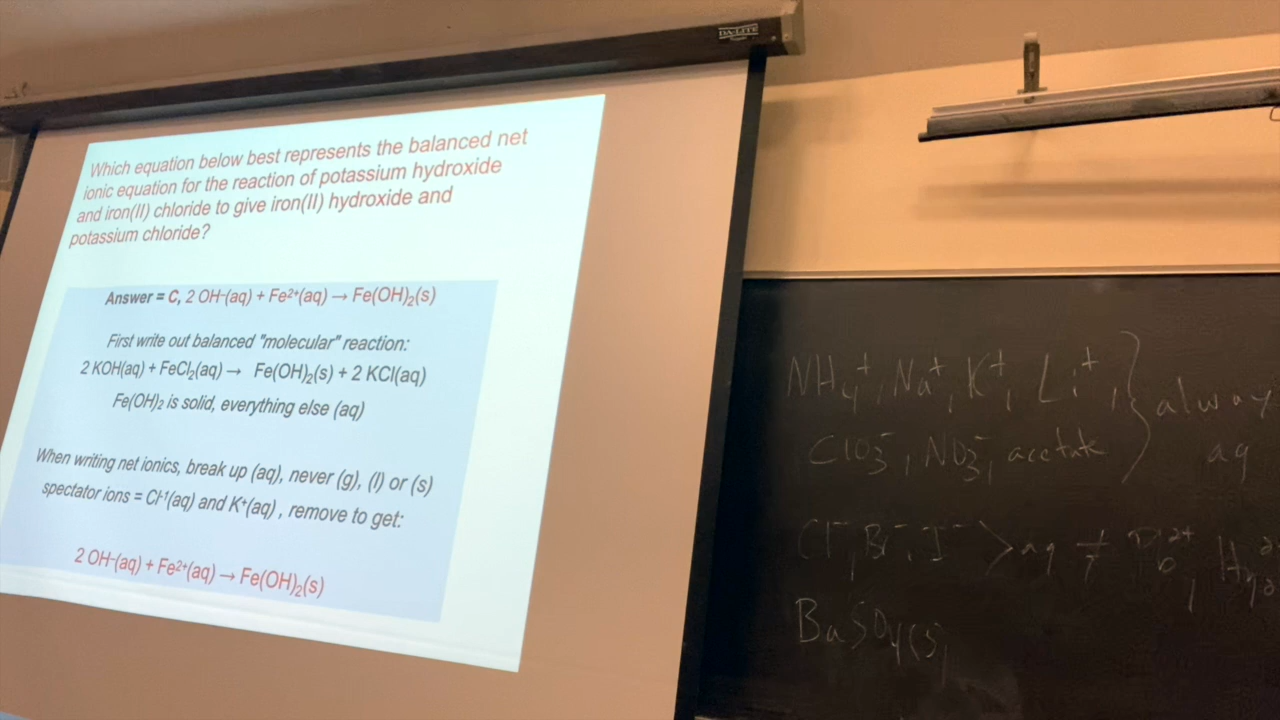 DA-LITE
Which equation below best represents the balanced net
ionic equation for the reaction of potassium hydroxide
and iron(II) chloride to give iron(II) hydroxide and
potassium chloride?
Answer = C, 2 OH⁻(aq) + Fe²⁺(aq) → Fe(OH)₂(s)
First write out balanced "molecular" reaction:
2 KOH(aq) + FeCl₂(aq) → Fe(OH)₂(s) + 2 KCl(aq)
Fe(OH)₂ is solid, everything else (aq)
When writing net ionics, break up (aq), never (g), (l) or (s)
spectator ions = Cl⁻¹(aq) and K⁺(aq) , remove to get:
2 OH⁻(aq) + Fe²⁺(aq) → Fe(OH)₂(s)
NH₄⁺, Na⁺, K⁺, Li⁺, } always
ClO₃⁻, NO₃⁻, acetate aq
Cl⁻, Br⁻, I⁻ > aq ≠ Pb²⁺,
BaSO₄(s)